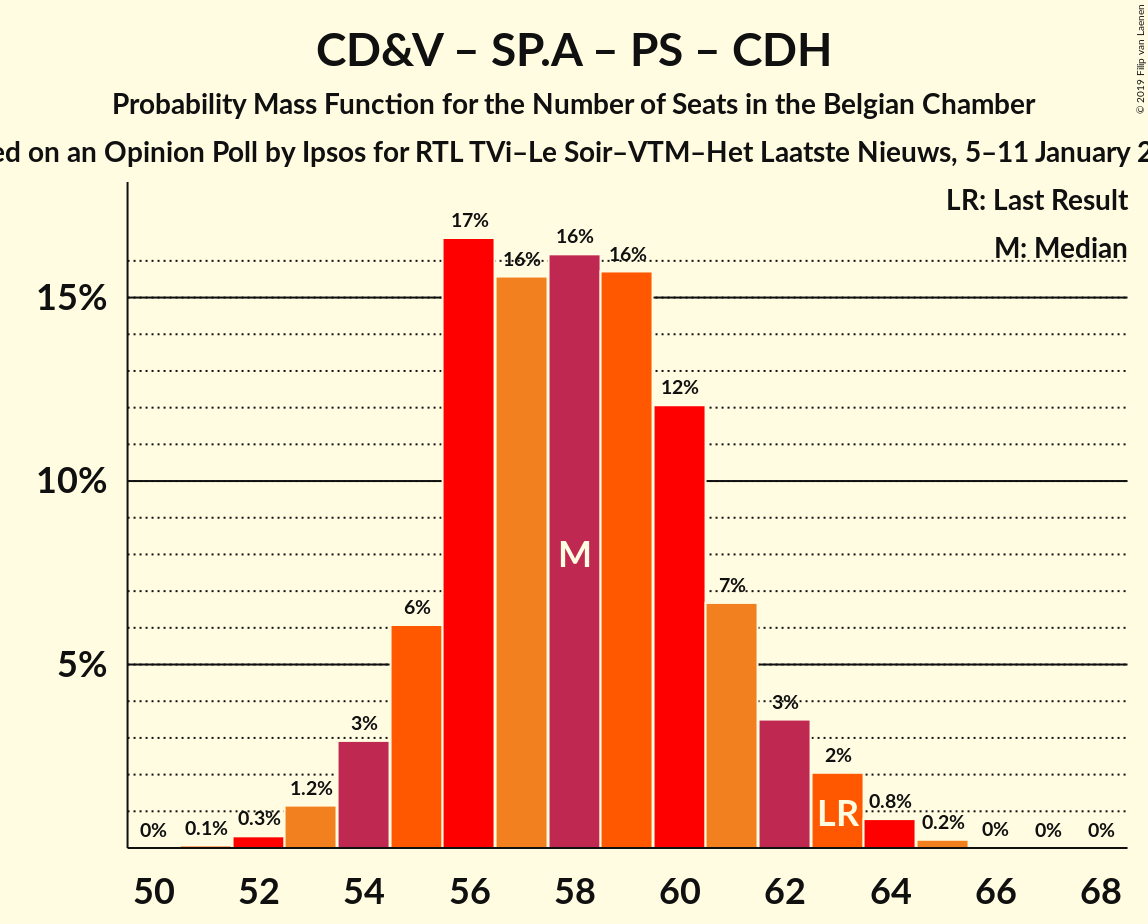 CD&V – SP.A – PS – CDH
Probability Mass Function for the Number of Seats in the Belgian Chamber
on an Opinion Poll by Ipsos for RTL TVi–Le Soir–VTM–Het Laatste Nieuws, 5–11 January
© 2019 Filip van Laenen
LR: Last Result
M: Median
15%
10%
5%
0%
0.1%
0.3%
1.2%
3%
6%
17%
16%
16%
16%
12%
7%
3%
2%
0.8%
0.2%
0%
0%
0%
M
LR
50 52 54 56 58 60 62 64 66 68